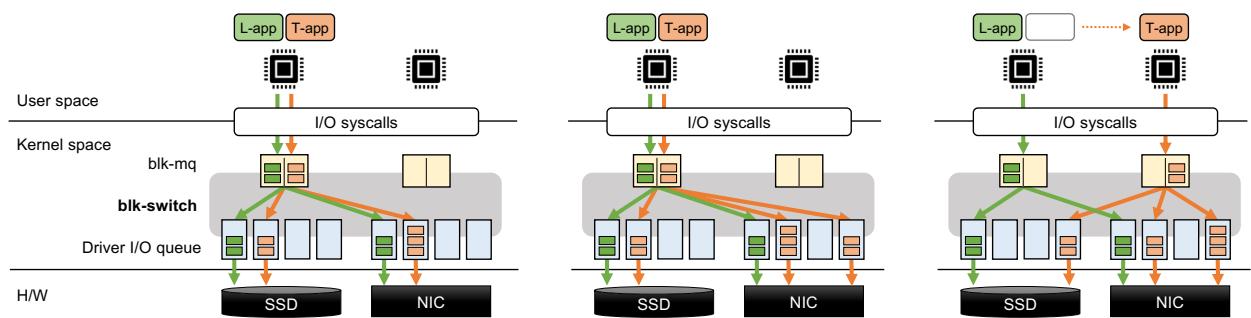 L-app T-app L-app T-app L-app T-app
User space
I/O syscalls I/O syscalls I/O syscalls
Kernel space
blk-mq
blk-switch
Driver I/O queue
H/W
SSD NIC SSD NIC SSD NIC